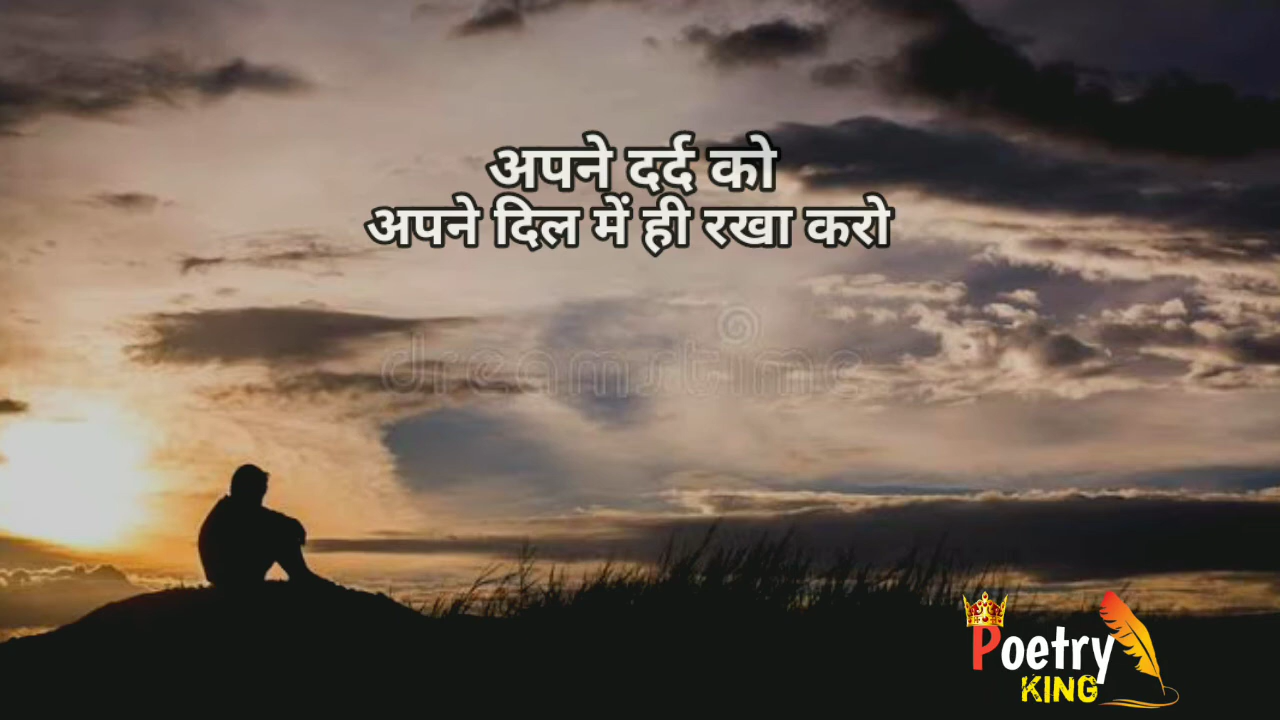 अपने दर्द को
अपने दिल में ही रखा करो
dreamstime
Poetry
KING